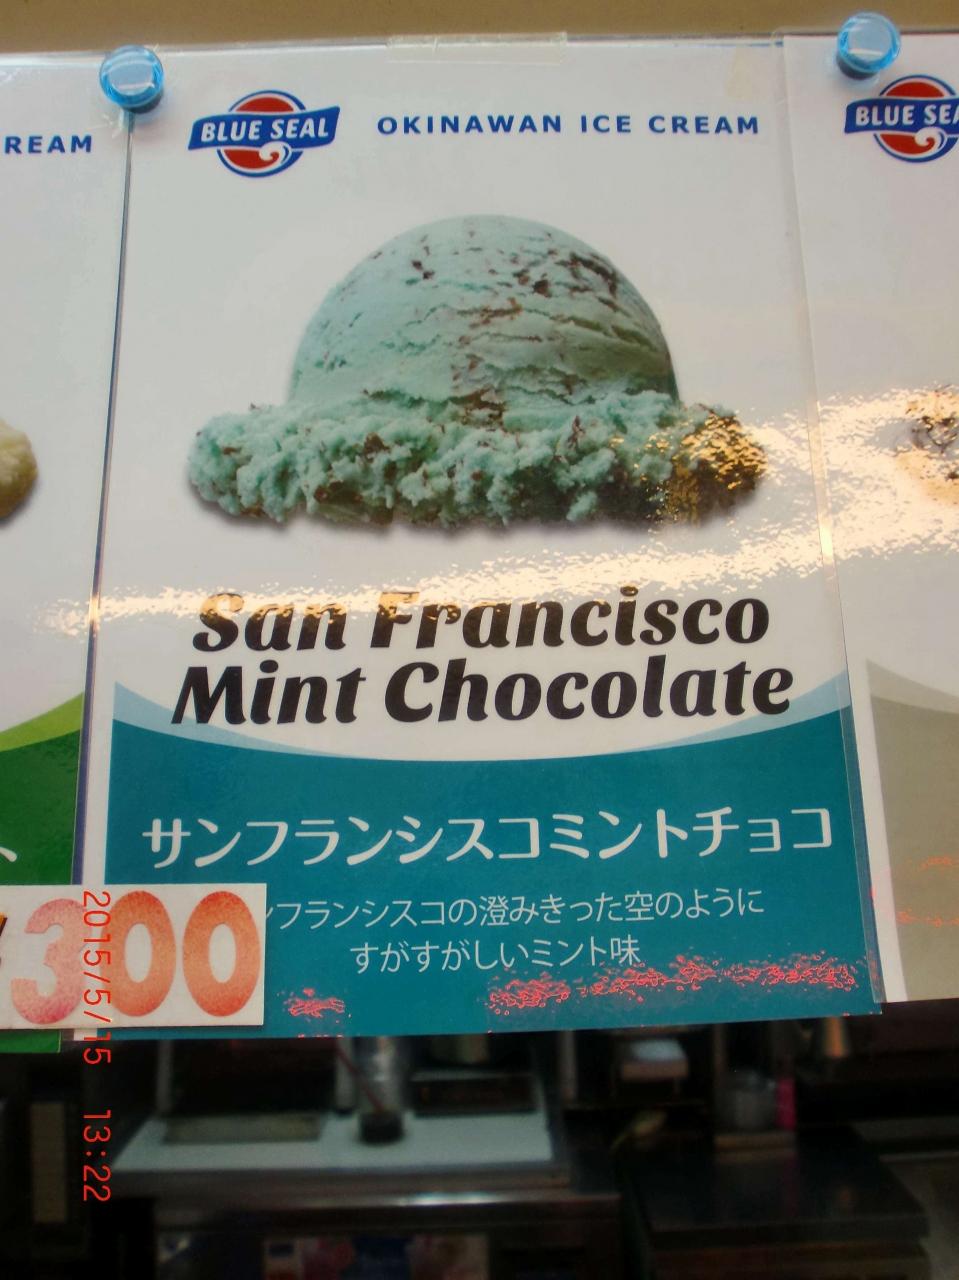 REAM
BLUE SEAL
OKINAWAN ICE CREAM
BLUE SEA
San Francisco
Mint Chocolate
サンフランシスコミントチョコ
ンフランシスコの澄みきった空のように
すがすがしいミント味
300
2015/5/15 13:22